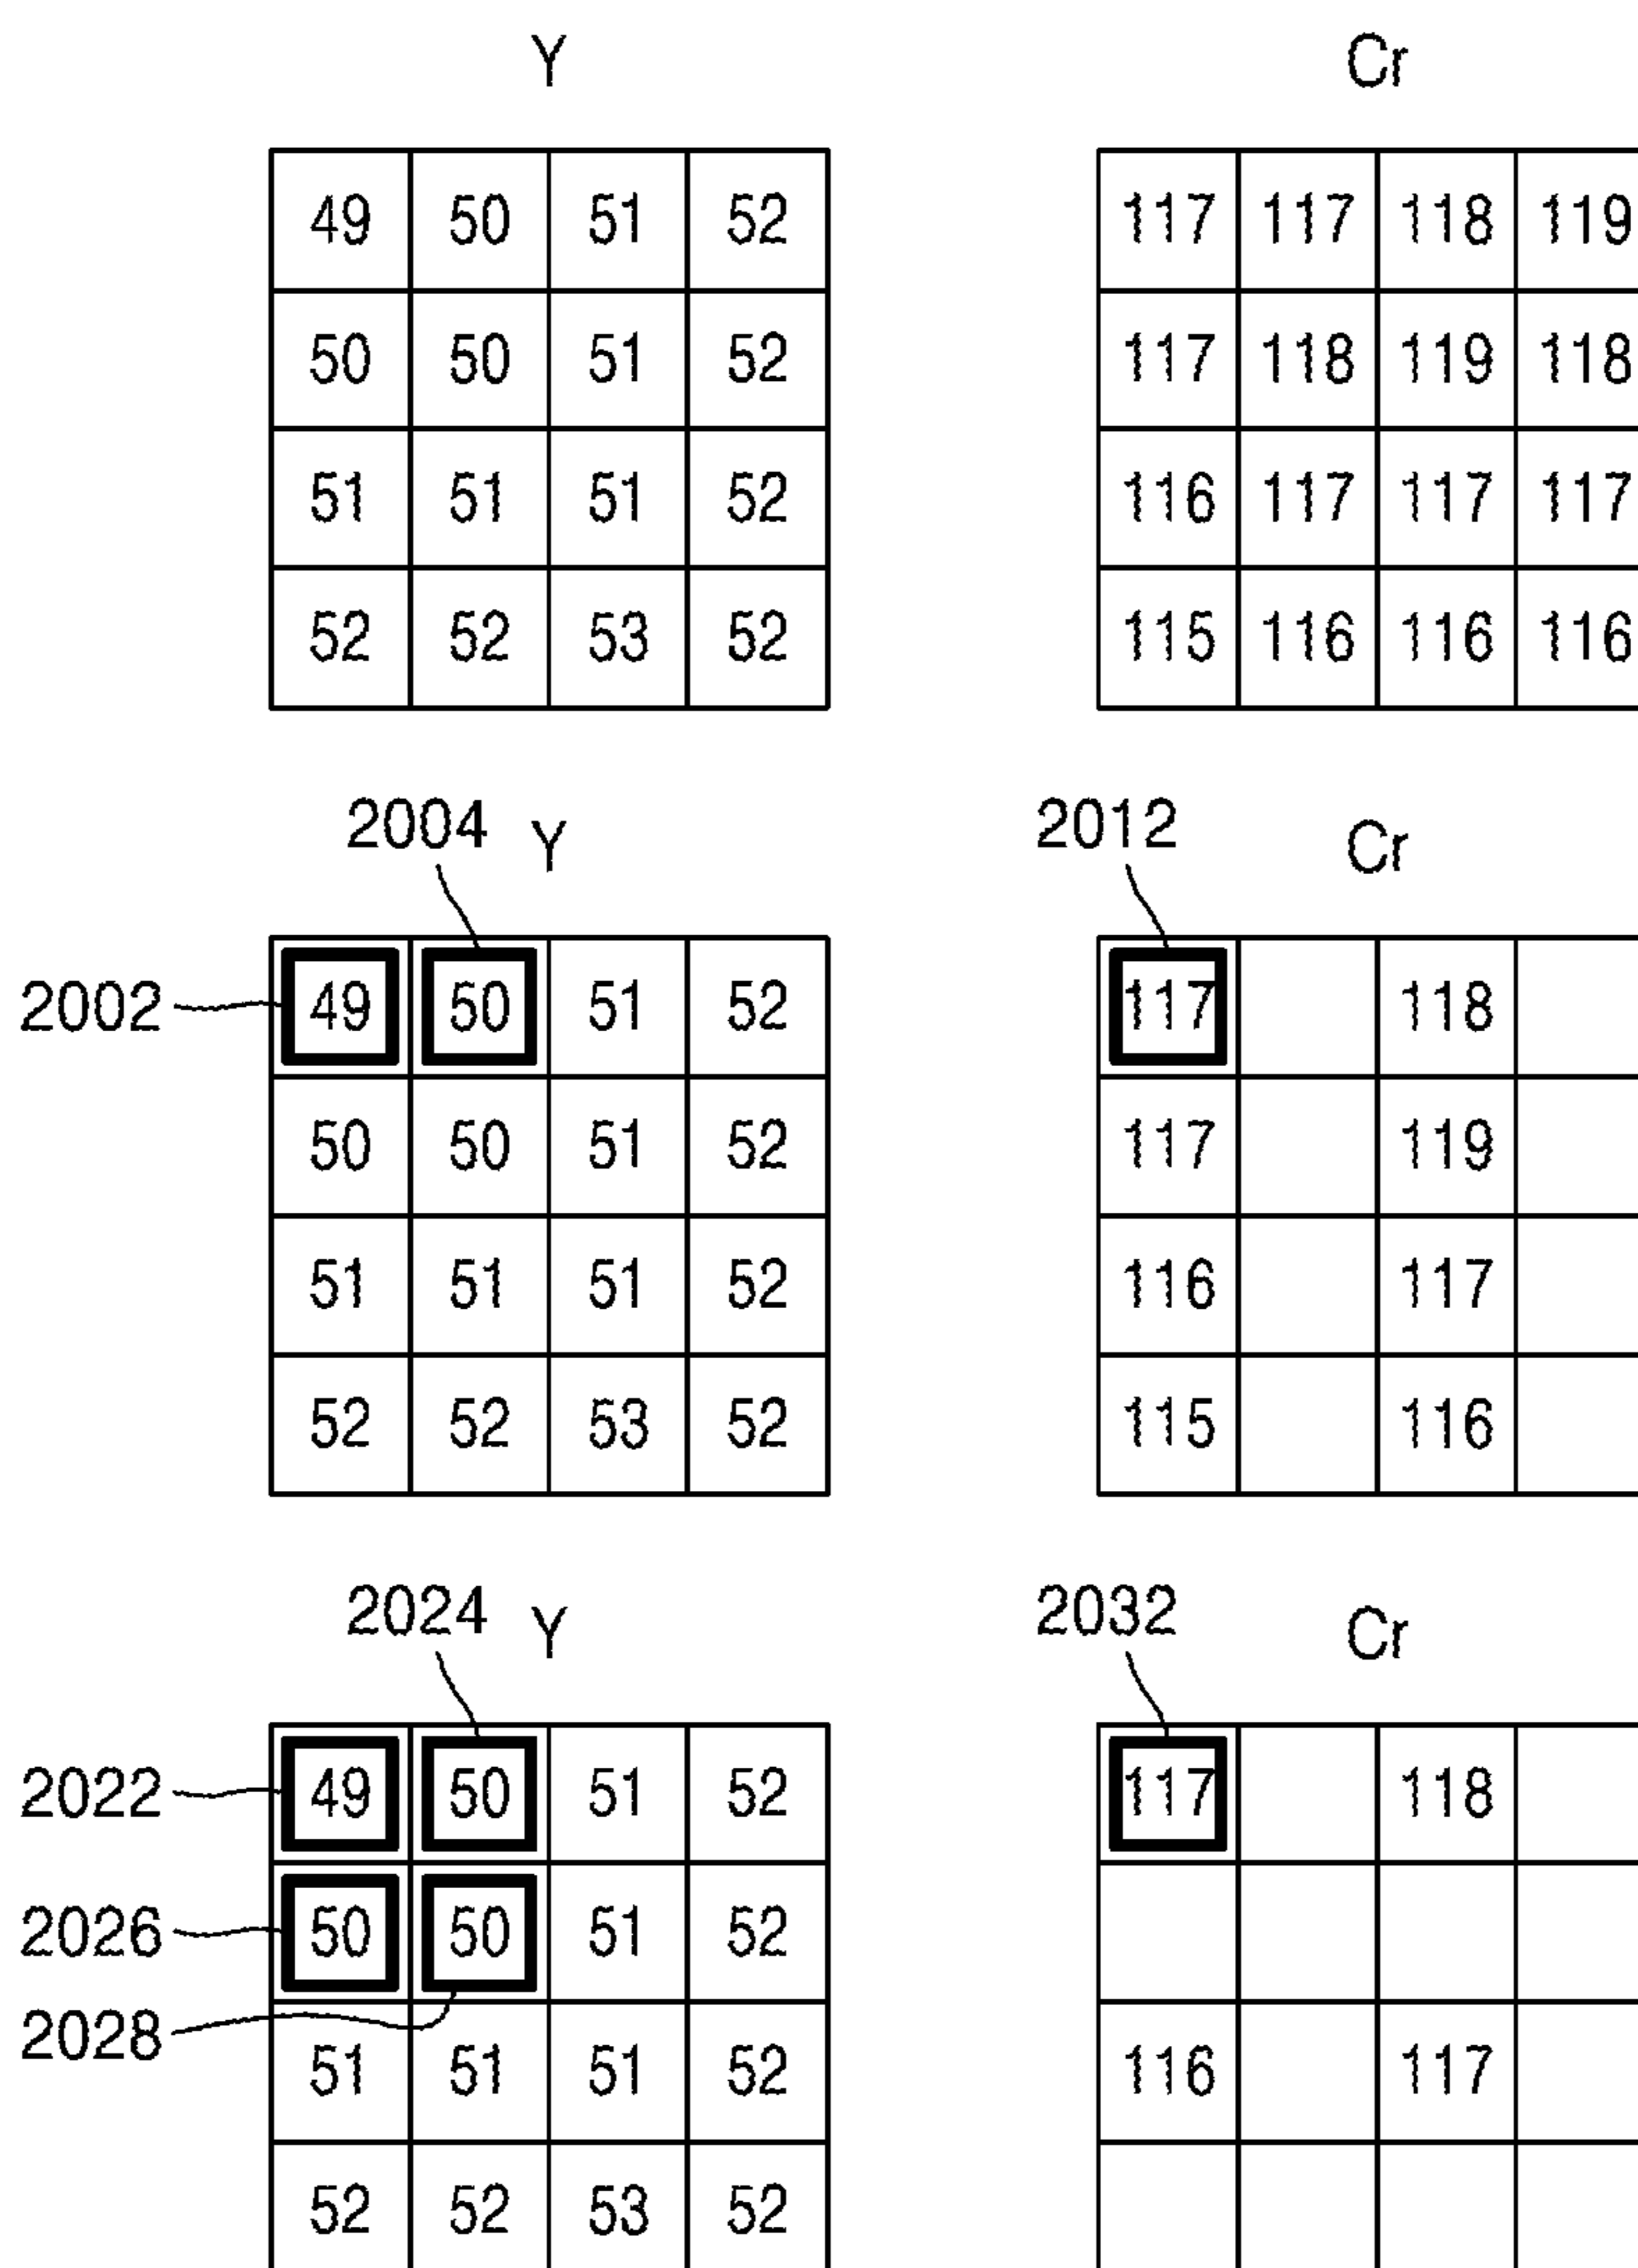 Y Cr
49 50 51 52 117 117 118 119
50 50 51 52 117 118 119 118
51 51 51 52 116 117 117 117
52 52 53 52 115 116 116 116
2004 Y 2012 Cr
2002 49 50 51 52 117 118
50 50 51 52 117 119
51 51 51 52 116 117
52 52 53 52 115 116
2024 Y 2032 Cr
2022 49 50 51 52 117 118
2026 50 50 51 52
2028 51 51 51 52 116 117
52 52 53 52